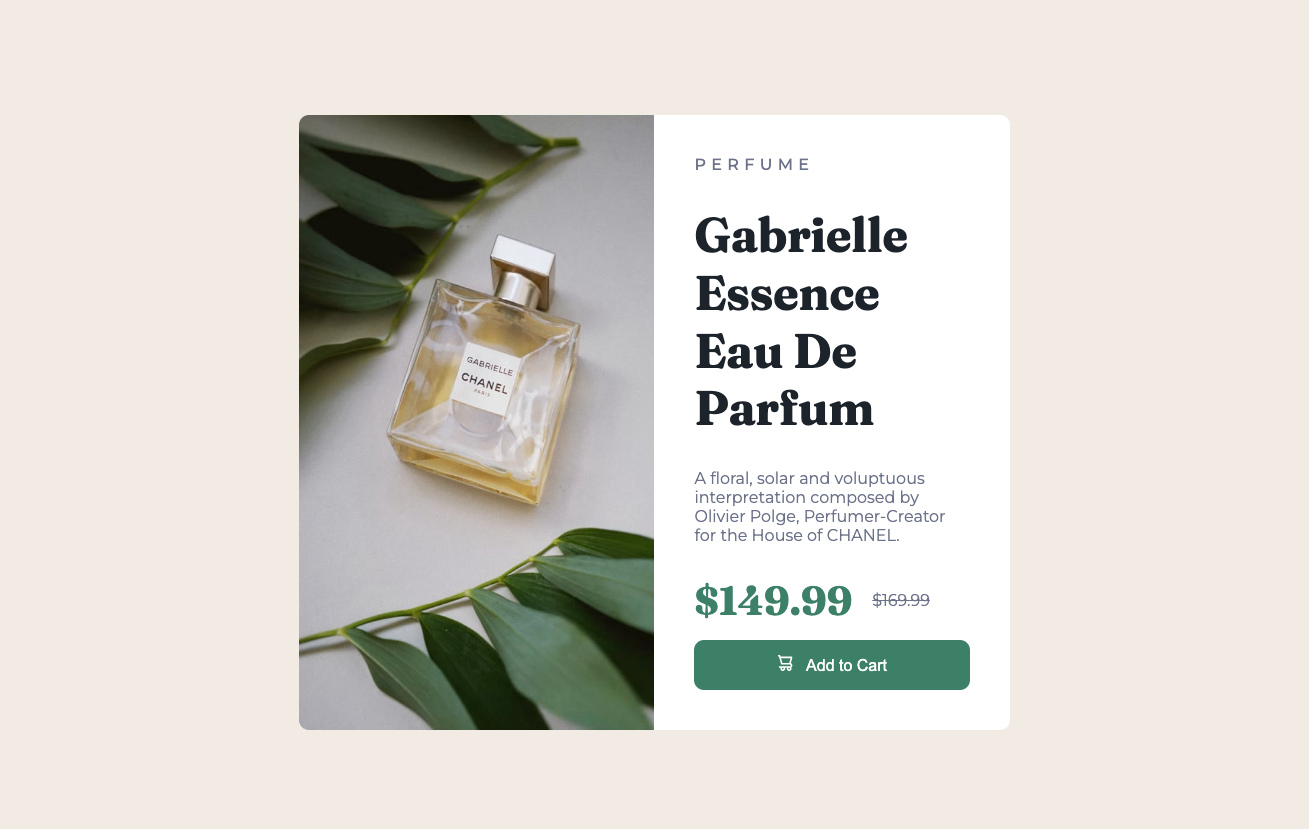 GABRIELLE
CHANEL
PARIS
PERFUME
Gabrielle
Essence
Eau De
Parfum
A floral, solar and voluptuous
interpretation composed by
Olivier Polge, Perfumer-Creator
for the House of CHANEL.
$149.99 $169.99
Add to Cart